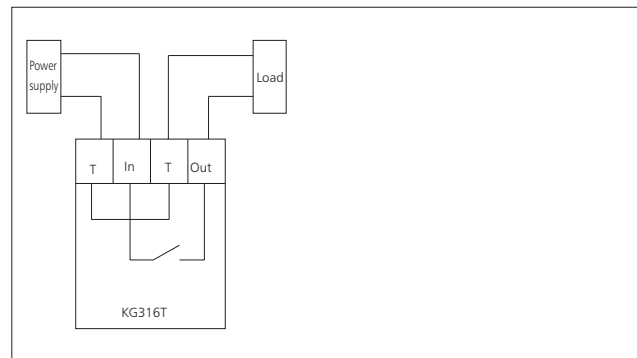 Power
supply
Load
T
In
T
Out
KG316T